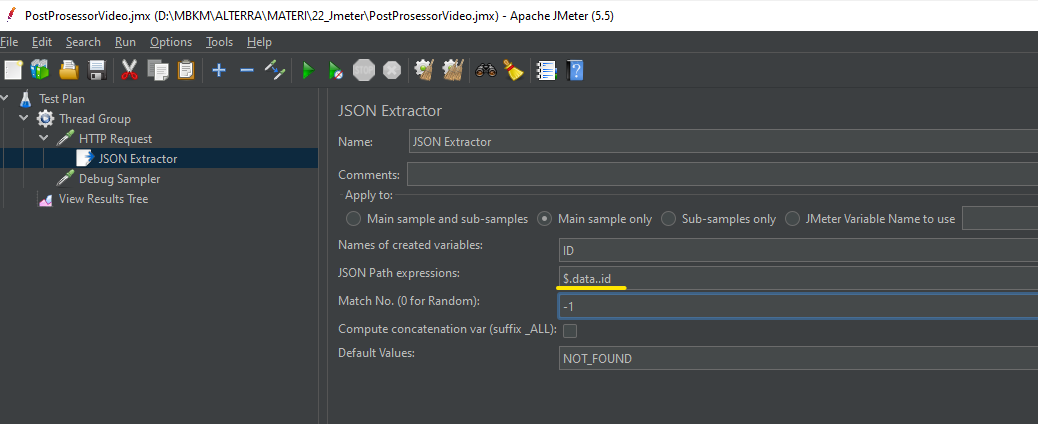 PostProsessorVideo.jmx (D:\MBKM\ALTERRA\MATERI\22_Jmeter\PostProsessorVideo.jmx) - Apache JMeter (5.5)
File Edit Search Run Options Tools Help
STOP
Test Plan
Thread Group
HTTP Request
JSON Extractor
Debug Sampler
View Results Tree
JSON Extractor
Name: JSON Extractor
Comments:
Apply to:
Main sample and sub-samples Main sample only Sub-samples only JMeter Variable Name to use
Names of created variables: ID
JSON Path expressions: $.data..id
Match No. (0 for Random): -1
Compute concatenation var (suffix _ALL):
Default Values: NOT_FOUND